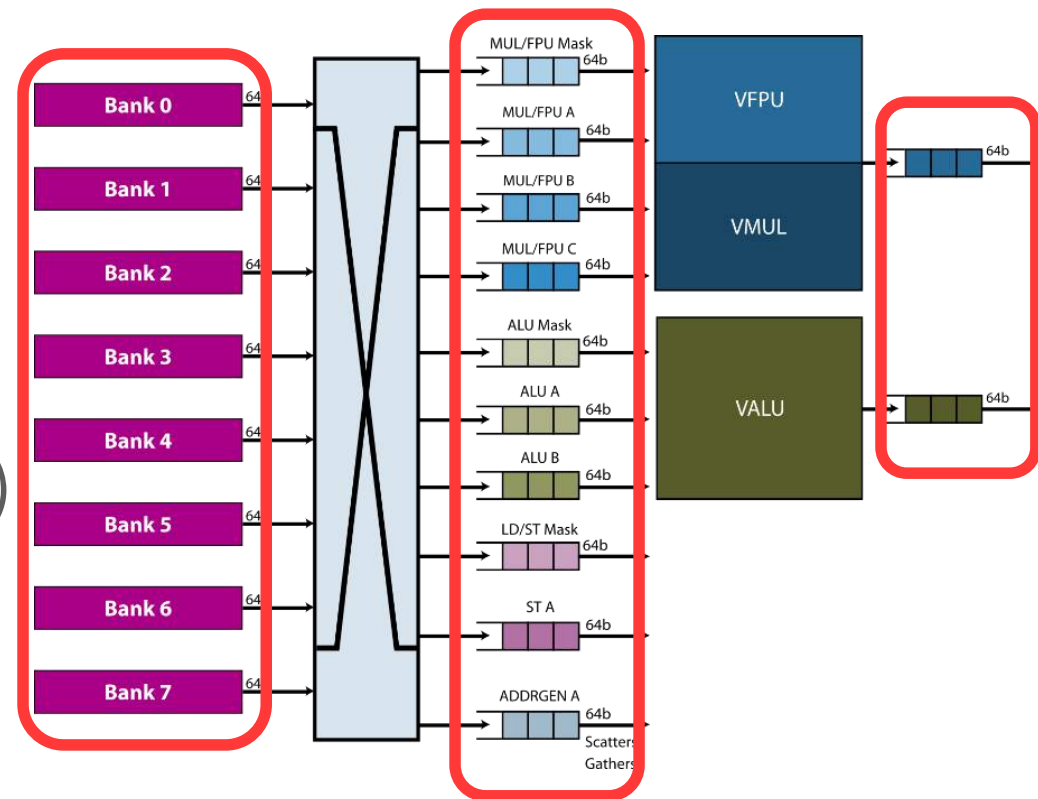 Bank 0
64
Bank 1
64
Bank 2
64
Bank 3
64
Bank 4
64
Bank 5
64
Bank 6
64
Bank 7
64
MUL/FPU Mask
64b
MUL/FPU A
64b
MUL/FPU B
64b
MUL/FPU C
64b
ALU Mask
64b
ALU A
64b
ALU B
64b
LD/ST Mask
64b
ST A
64b
ADDRGEN A
64b
Scatters
Gathers
VFPU
VMUL
VALU
64b
64b